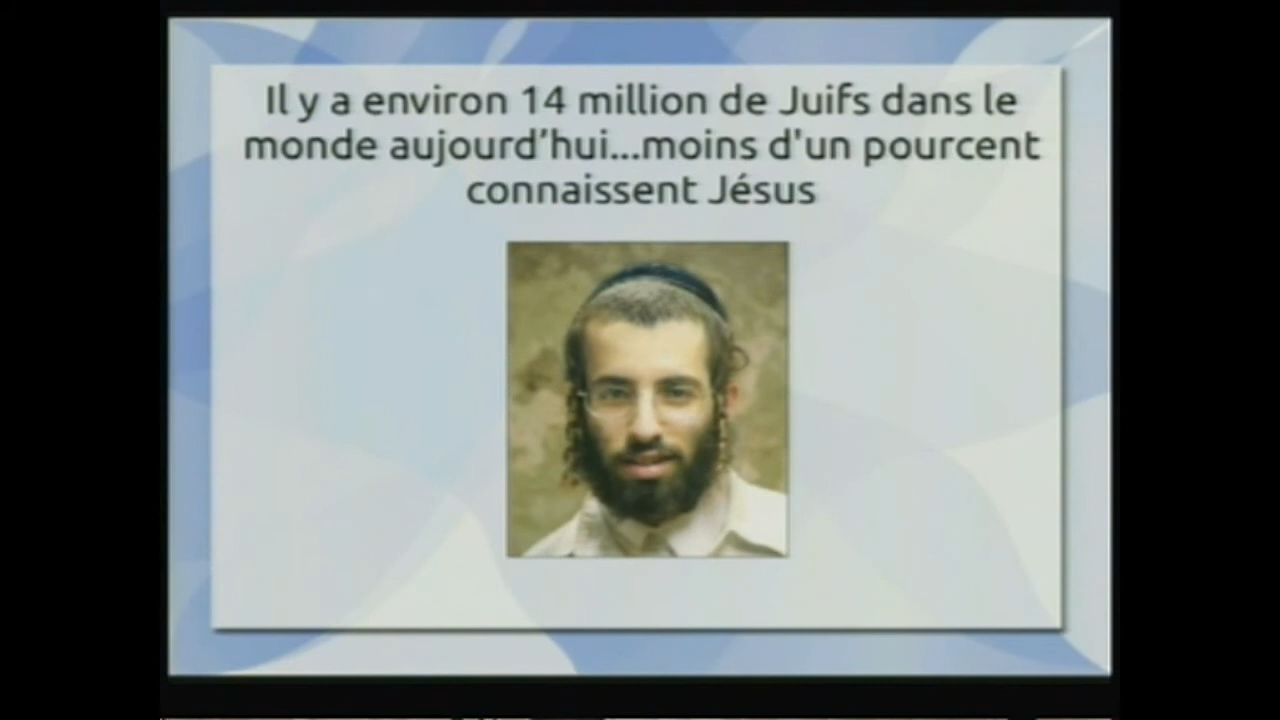 Il y a environ 14 million de Juifs dans le
monde aujourd’hui...moins d'un pourcent
connaissent Jésus